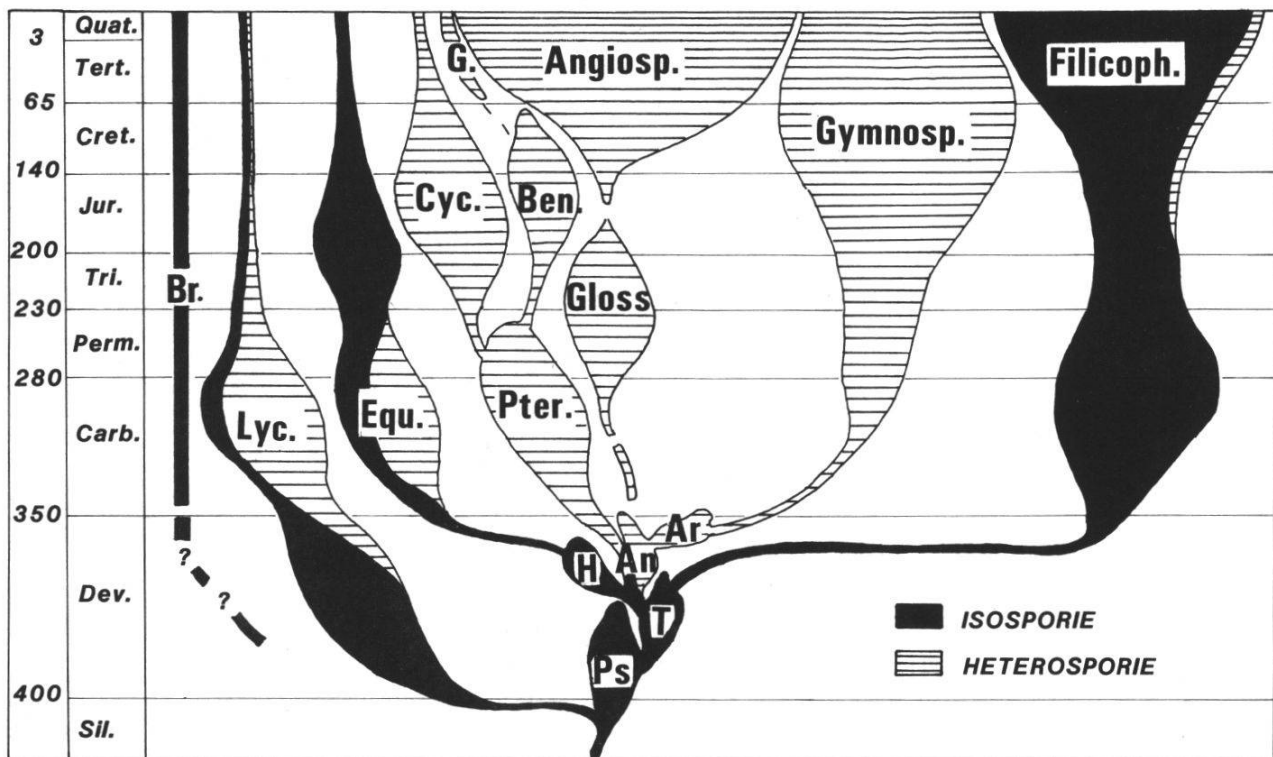 Quat.
3
Tert.
65
Cret.
140
Jur.
200
Tri.
230
Perm.
280
Carb.
350
Dev.
400
Sil.
G.
Angiosp.
Filicoph.
Gymnosp.
Cyc.
Ben.
Br.
Gloss
Lyc.
Equ.
Pter.
Ar
An
H
T
Ps
?
?
ISOSPORIE
HETEROSPORIE